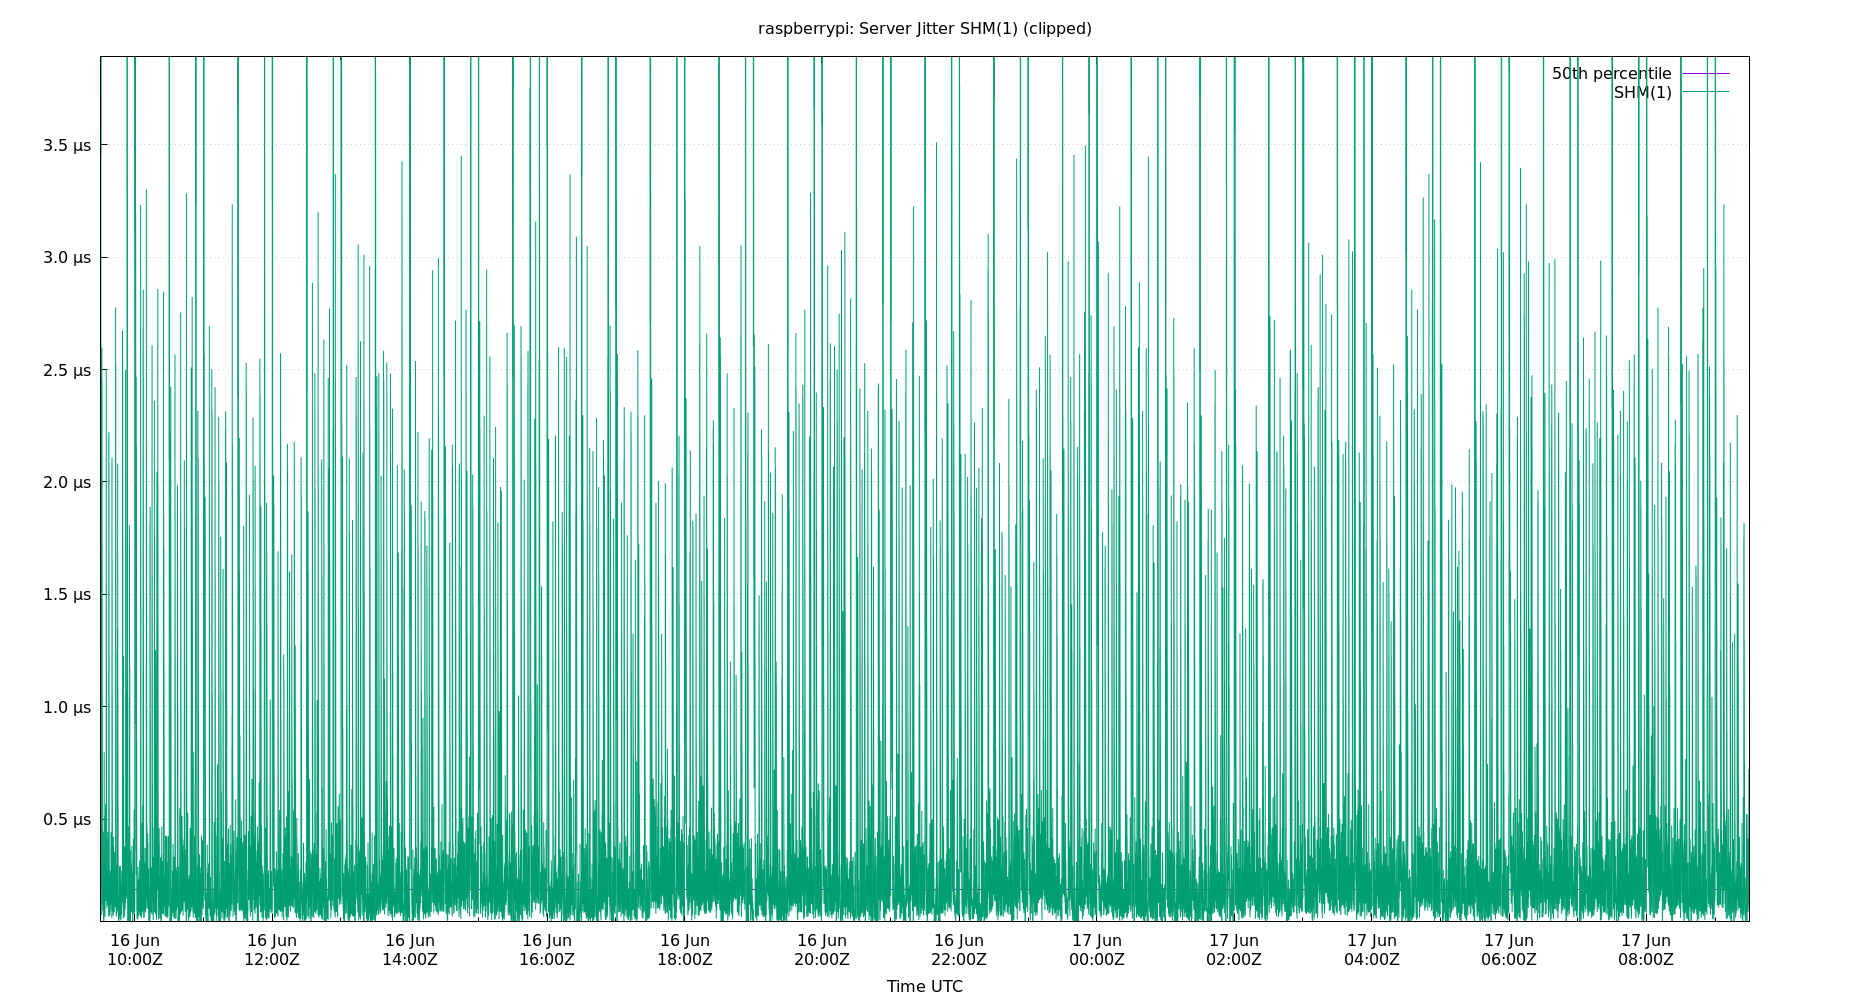 raspberrypi: Server Jitter SHM(1) (clipped)
50th percentile
SHM(1)
3.5 µs
3.0 µs
2.5 µs
2.0 µs
1.5 µs
1.0 µs
0.5 µs
16 Jun 16 Jun 16 Jun 16 Jun 16 Jun 16 Jun 16 Jun 17 Jun 17 Jun 17 Jun 17 Jun 17 Jun
10:00Z 12:00Z 14:00Z 16:00Z 18:00Z 20:00Z 22:00Z 00:00Z 02:00Z 04:00Z 06:00Z 08:00Z
Time UTC